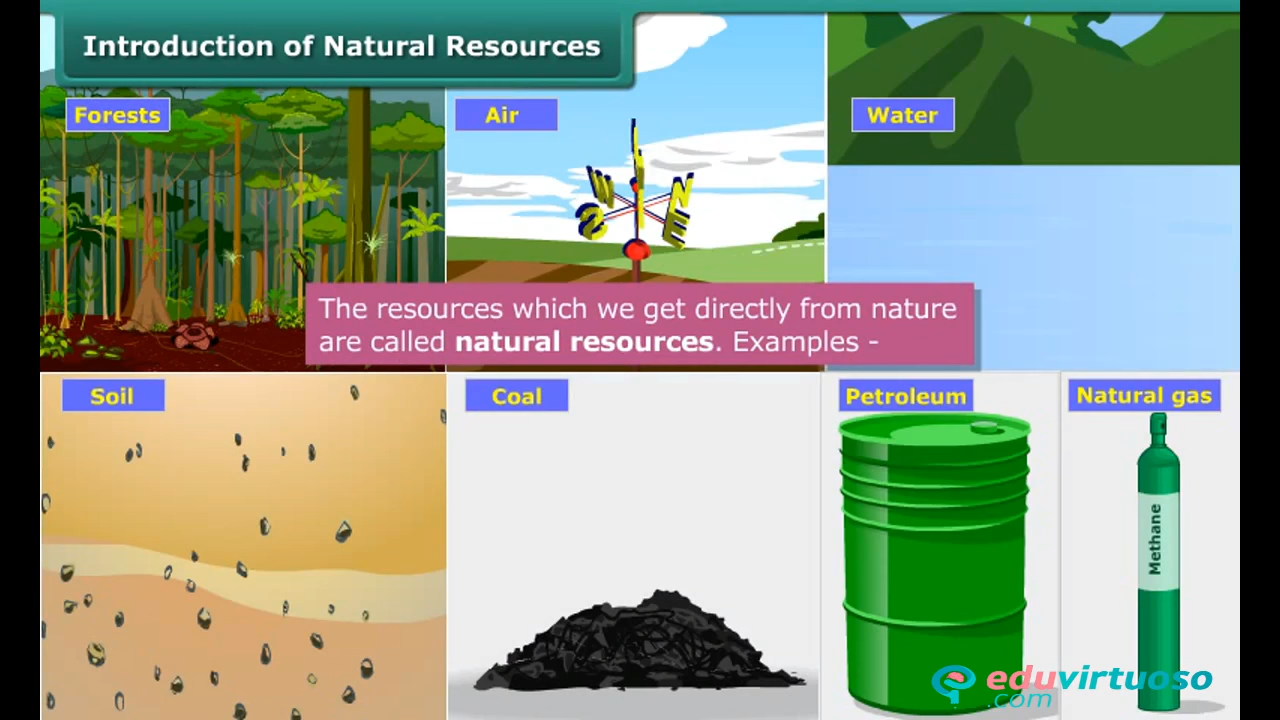 Introduction of Natural Resources
Forests
Air
Water
W
N
S
E
The resources which we get directly from nature
are called natural resources. Examples -
Soil
Coal
Petroleum
Natural gas
Methane
eduvirtuoso
.com